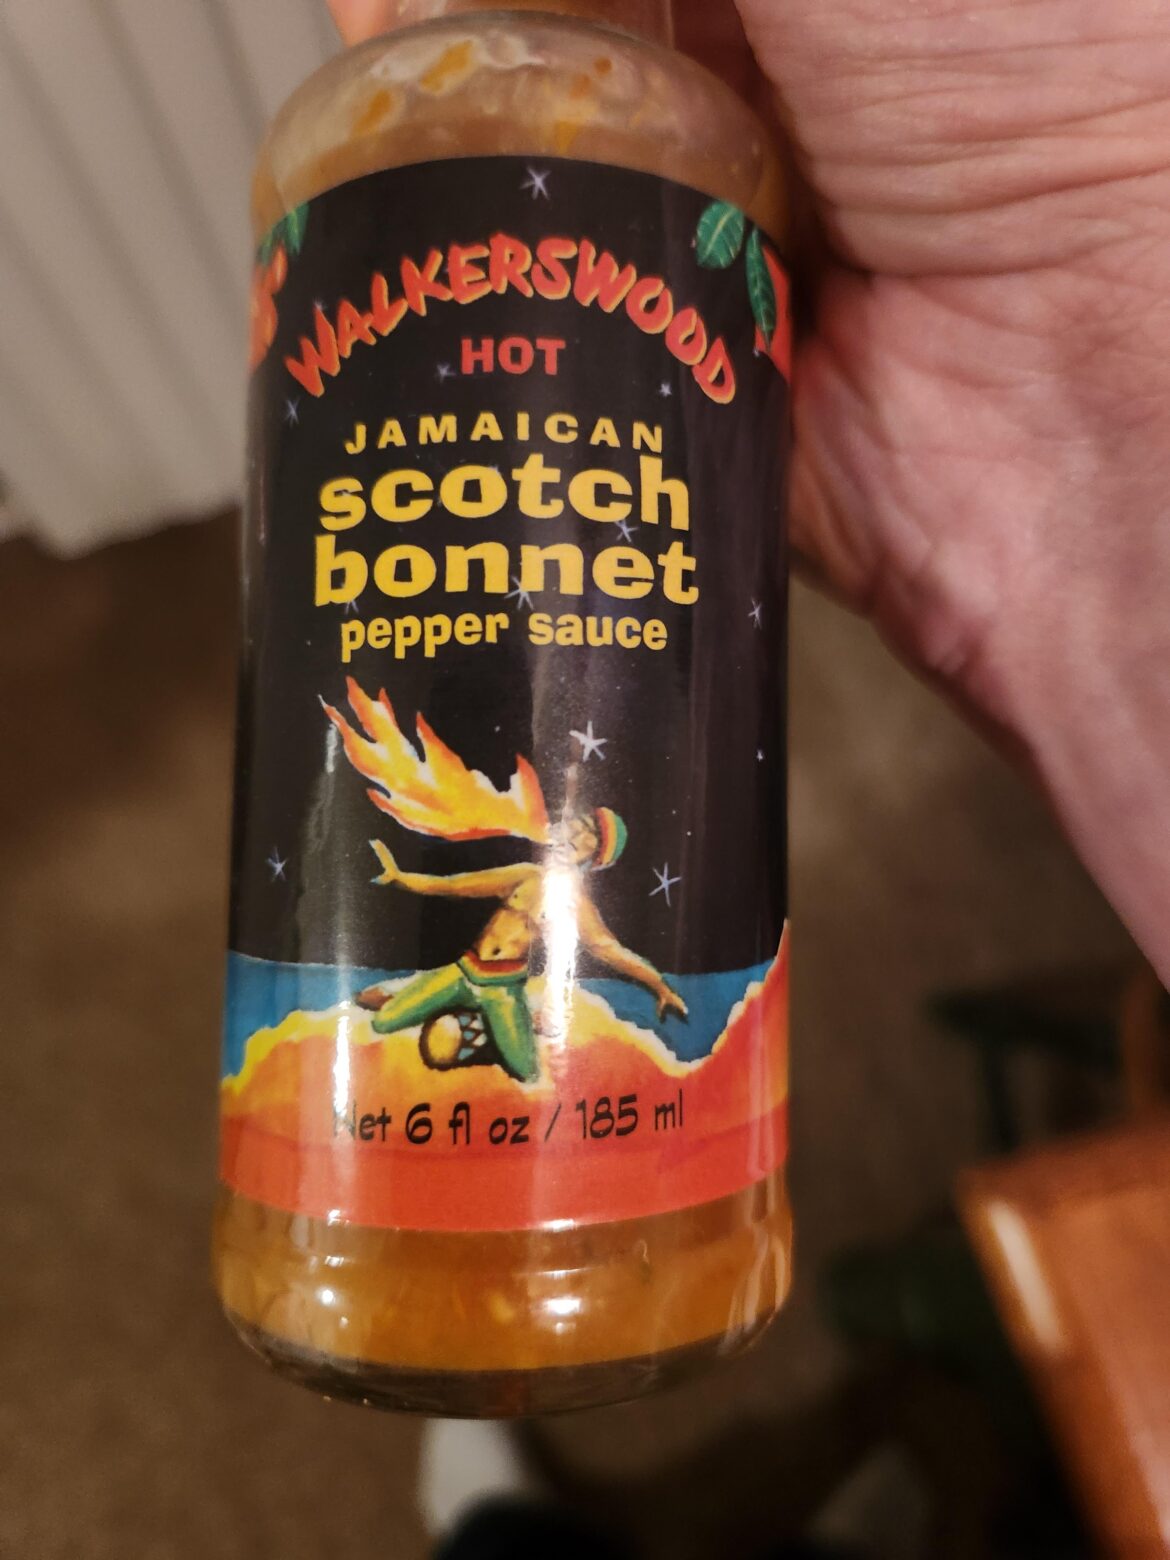 WALKERSWOOD
HOT
JAMAICAN
scotch
bonnet
pepper sauce
Net 6 fl oz / 185 ml